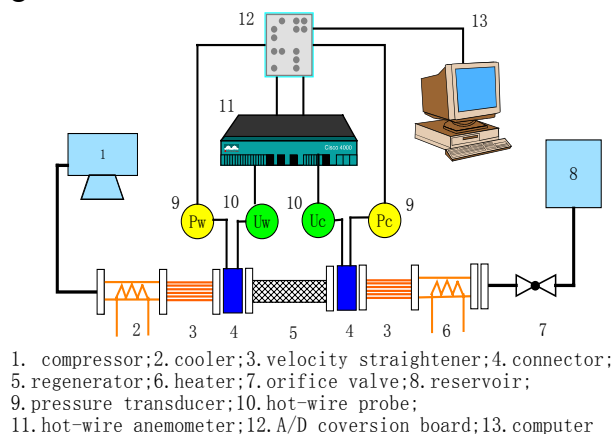 12
13
11
Cisco 4000
1
8
9
10
10
9
Pw
Uw
Uc
Pc
2
3
4
5
4
3
6
7
1. compressor;2.cooler;3.velocity straightener;4.connector;
5.regenerator;6.heater;7.orifice valve;8.reservoir;
9.pressure transducer;10.hot-wire probe;
11.hot-wire anemometer;12.A/D coversion board;13.computer